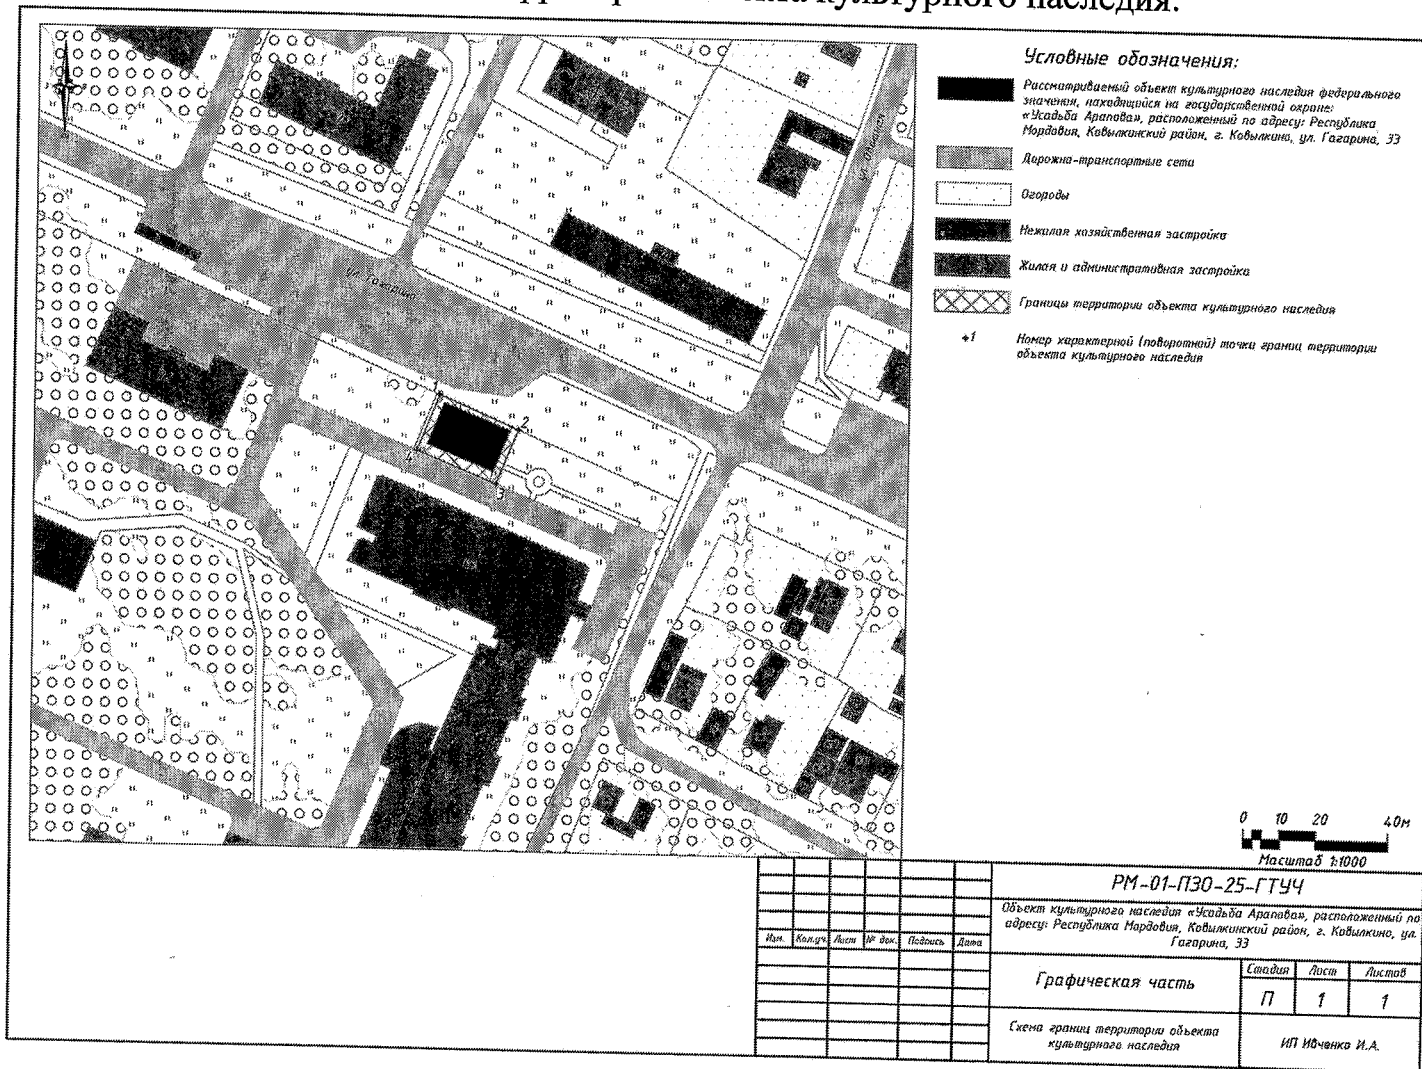 культурного наследия.
Условные обозначения:
Рассматриваемый объект культурного наследия федерального
значения, находящийся на государственной охране:
«Усадьба Арапова», расположенный по адресу: Республика
Мордовия, Ковылкинский район, г. Ковылкино, ул. Гагарина, 33
Дорожно-транспортные сети
Огороды
Нежилая хозяйственная застройка
Жилая и административная застройка
Границы территории объекта культурного наследия
+1
Номер характерной (поворотной) точки границ территории
объекта культурного наследия
ул. Гагарина
1
2
3
4
0 10 20 40м
Масштаб 1:1000
РМ-01-ПЗО-25-ГТУЧ
Объект культурного наследия «Усадьба Арапова», расположенный по
адресу: Республика Мордовия, Ковылкинский район, г. Ковылкино, ул.
Гагарина, 33
Изм. Кол.уч. Лист № док. Подпись Дата
Графическая часть
Стадия Лист Листов
П 1 1
Схема границ территории объекта
культурного наследия
ИП Ивченко И.А.